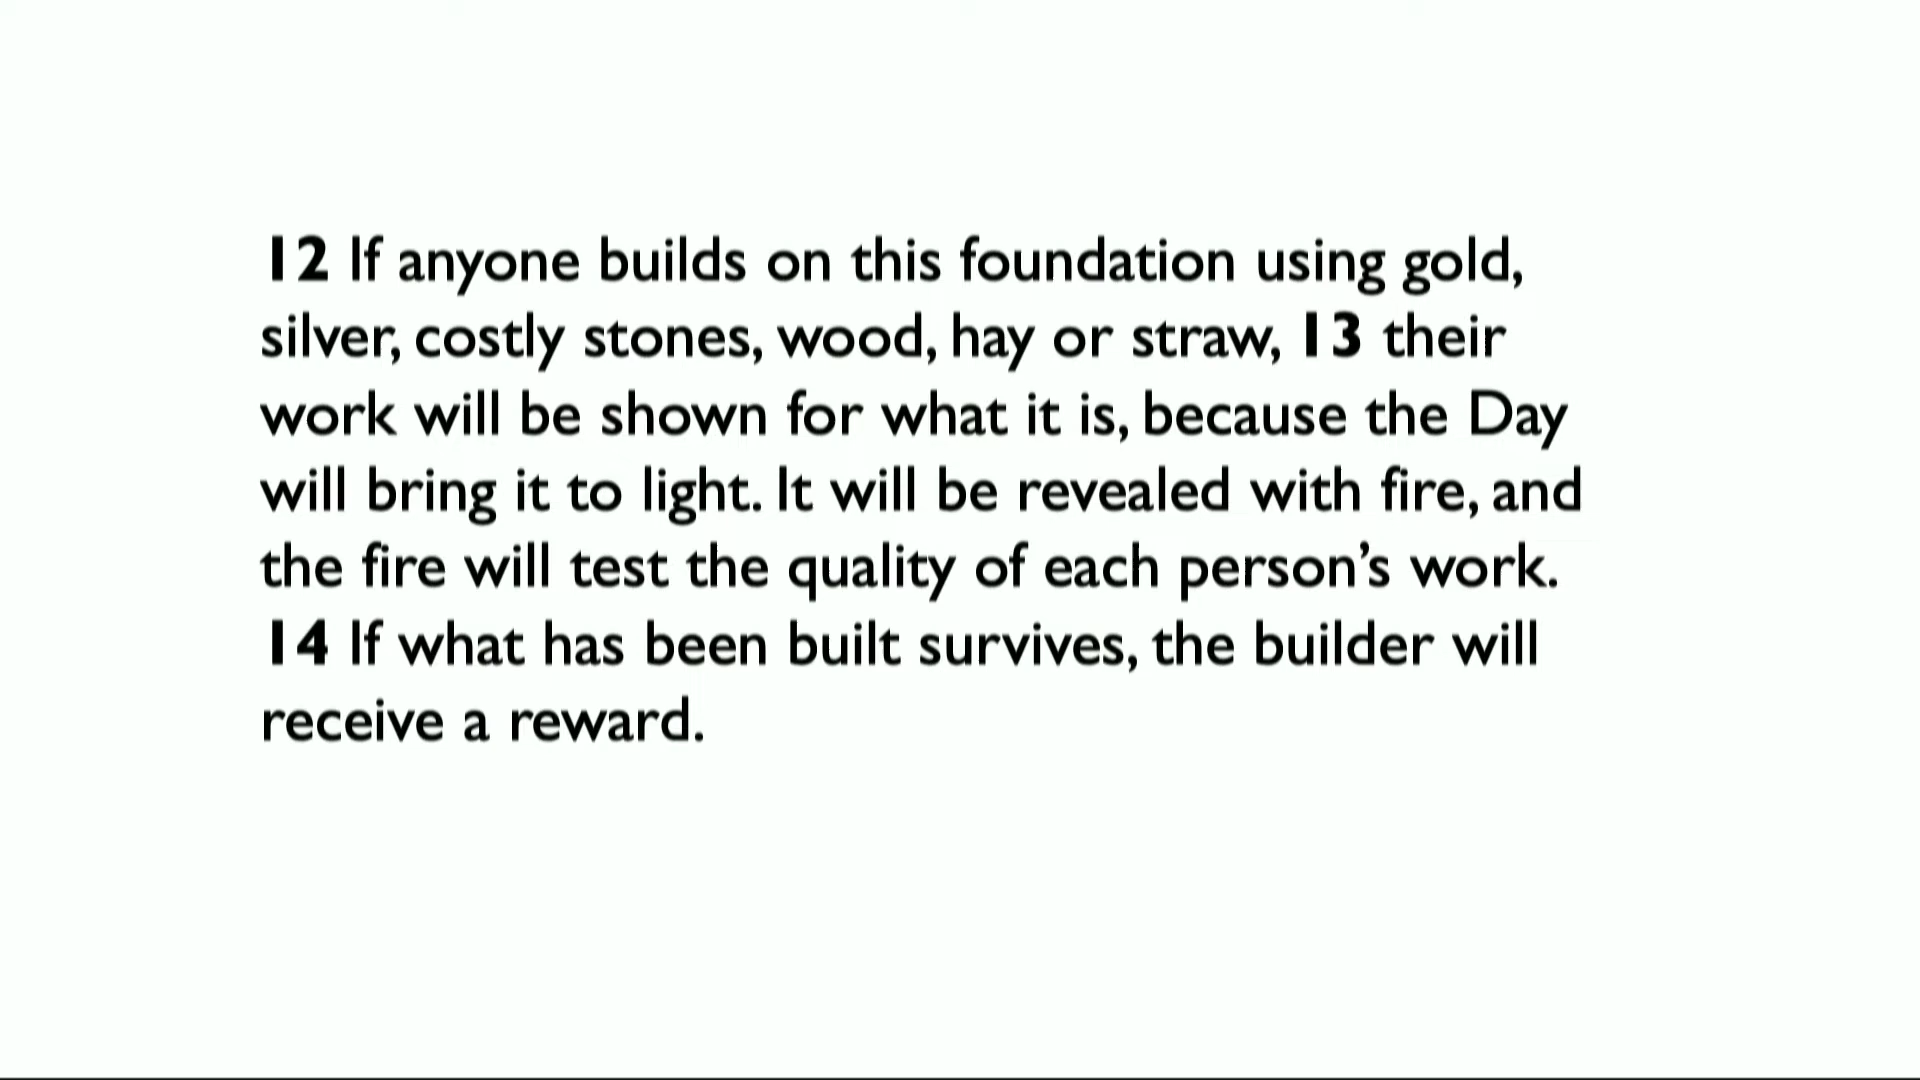 12 If anyone builds on this foundation using gold,
silver, costly stones, wood, hay or straw, 13 their
work will be shown for what it is, because the Day
will bring it to light. It will be revealed with fire, and
the fire will test the quality of each person’s work.
14 If what has been built survives, the builder will
receive a reward.